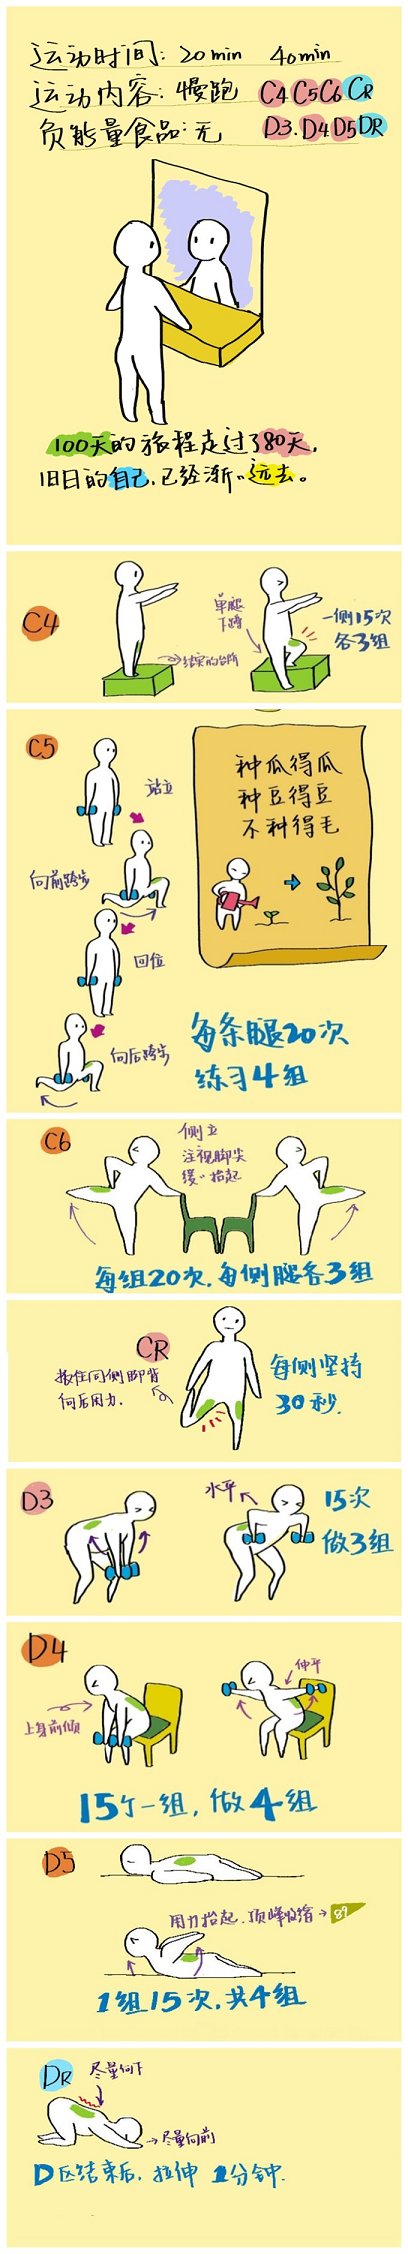 运动时间: 20min 40min
运动内容: 慢跑 C4 C5 C6 CR
负能量食品: 无 D3. D4 D5 DR
100天的旅程走过了80天,
旧日的自己,已经渐〃远去。
C4
单腿
下蹲
结实的台阶
一侧15次
各3组
C5
站立
向前跨步
回位
向后跨步
种瓜得瓜
种豆得豆
不种得毛
每条腿20次
练习4组
C6
侧立
注视脚尖
缓〃抬起
每组20次,每侧腿各3组
CR
扳住同侧脚背
向后用力.
每侧坚持
30秒.
D3
水平
15次
做3组
D4
上身前倾
伸平
15个一组,做4组
D5
用力抬起.顶峰收缩→
1组15次,共4组
DR
尽量向下
→尽量向前
D区结束后,拉伸 1分钟.